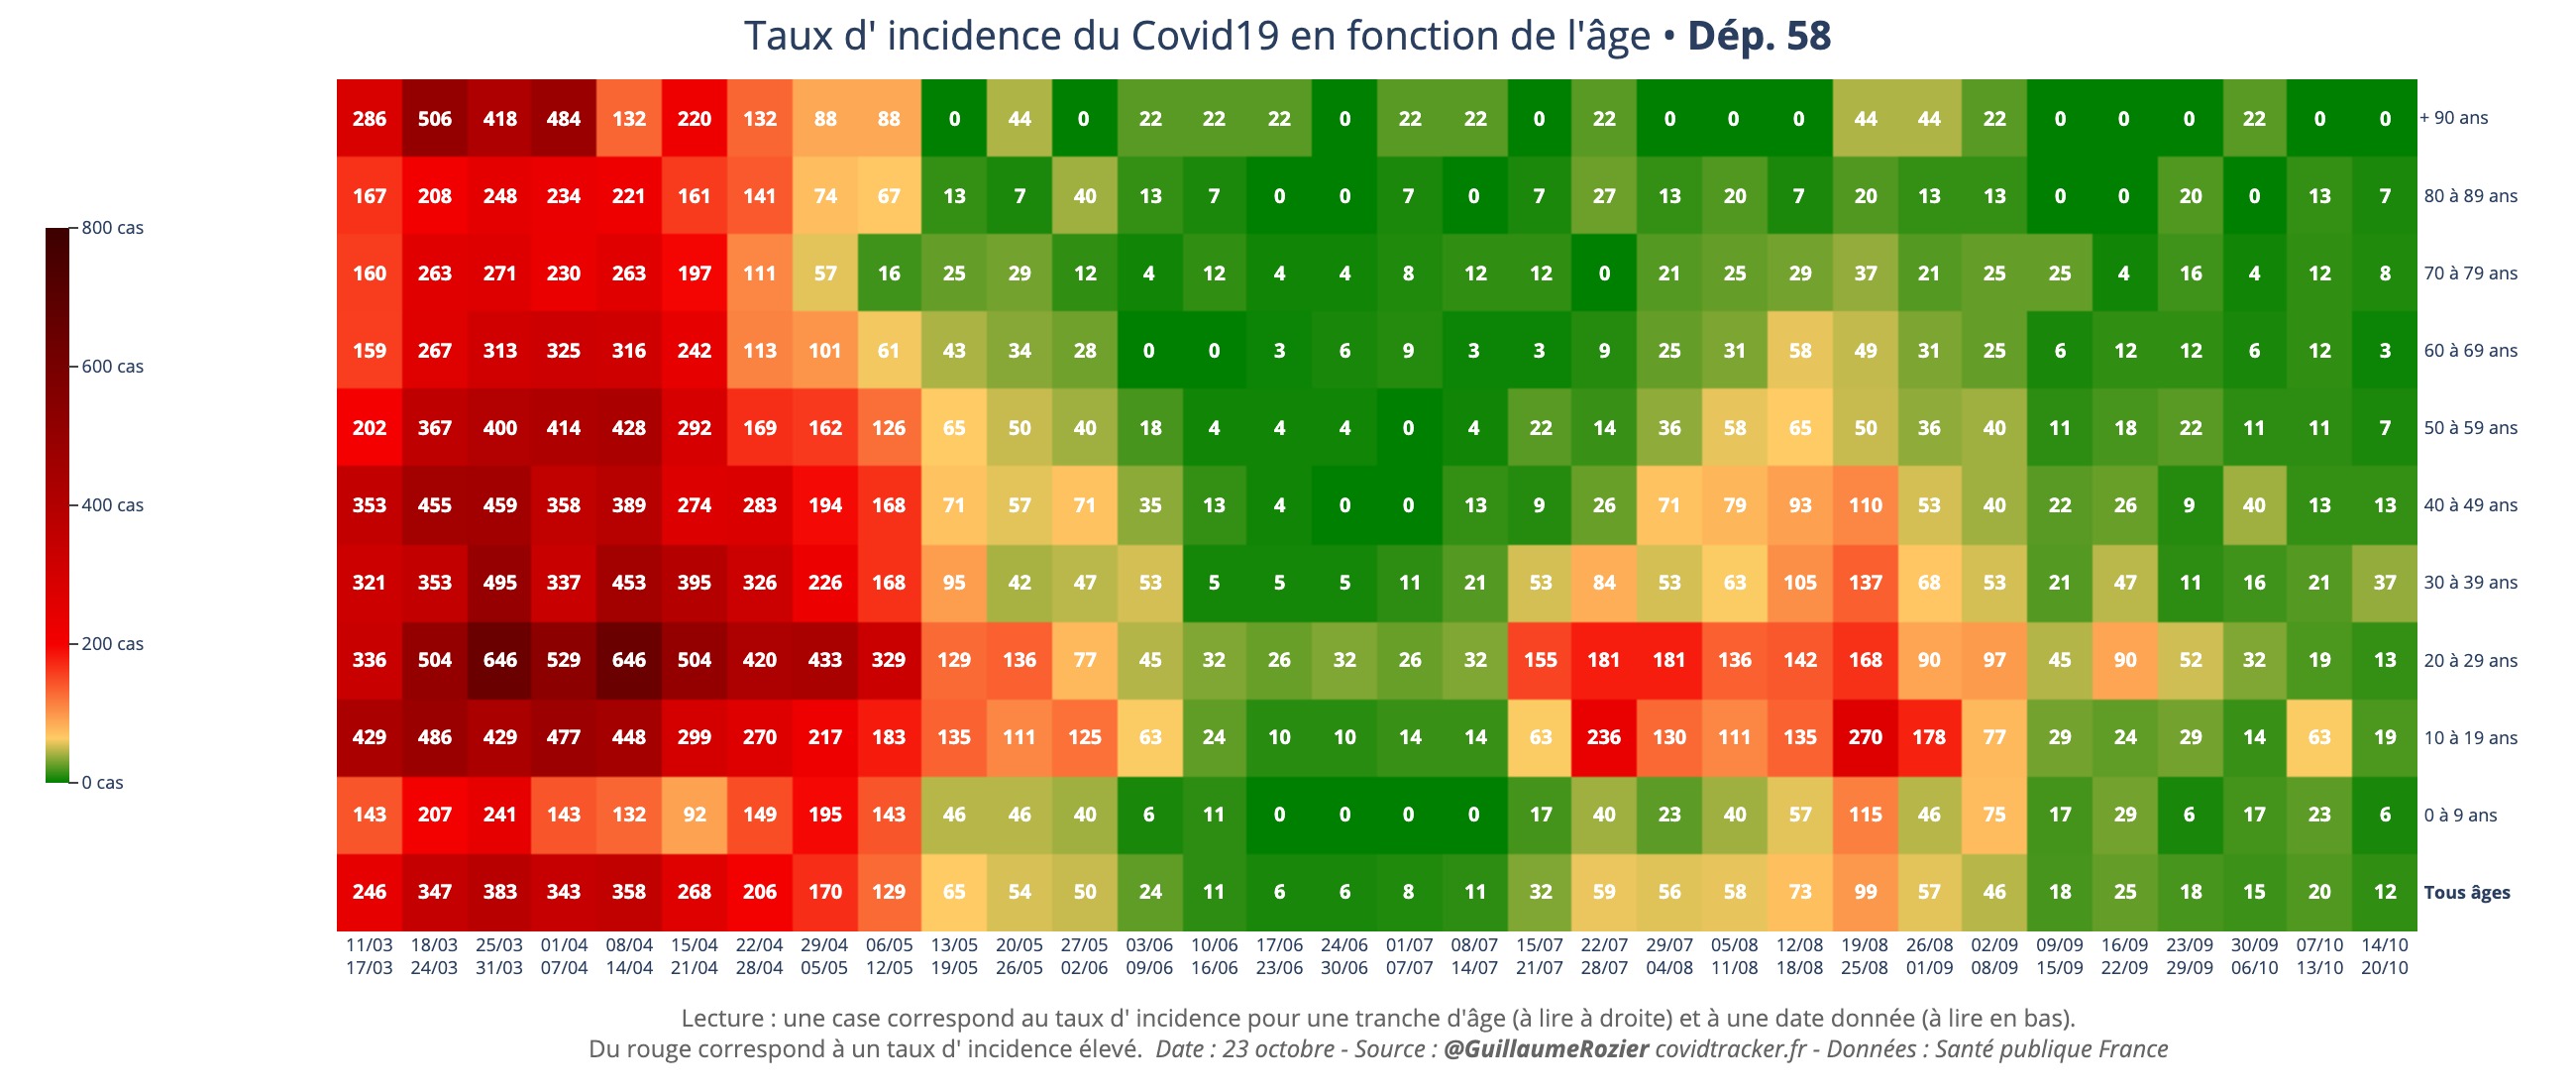 Taux d' incidence du Covid19 en fonction de l'âge • Dép. 58
800 cas
600 cas
400 cas
200 cas
0 cas
286 506 418 484 132 220 132 88 88 0 44 0 22 22 22 0 22 22 0 22 0 0 0 44 44 22 0 0 0 22 0 0 + 90 ans
167 208 248 234 221 161 141 74 67 13 7 40 13 7 0 0 7 0 7 27 13 20 7 20 13 13 0 0 20 0 13 7 80 à 89 ans
160 263 271 230 263 197 111 57 16 25 29 12 4 12 4 4 8 12 12 0 21 25 29 37 21 25 25 4 16 4 12 8 70 à 79 ans
159 267 313 325 316 242 113 101 61 43 34 28 0 0 3 6 9 3 3 9 25 31 58 49 31 25 6 12 12 6 12 3 60 à 69 ans
202 367 400 414 428 292 169 162 126 65 50 40 18 4 4 4 0 4 22 14 36 58 65 50 36 40 11 18 22 11 11 7 50 à 59 ans
353 455 459 358 389 274 283 194 168 71 57 71 35 13 4 0 0 13 9 26 71 79 93 110 53 40 22 26 9 40 13 13 40 à 49 ans
321 353 495 337 453 395 326 226 168 95 42 47 53 5 5 5 11 21 53 84 53 63 105 137 68 53 21 47 11 16 21 37 30 à 39 ans
336 504 646 529 646 504 420 433 329 129 136 77 45 32 26 32 26 32 155 181 181 136 142 168 90 97 45 90 52 32 19 13 20 à 29 ans
429 486 429 477 448 299 270 217 183 135 111 125 63 24 10 10 14 14 63 236 130 111 135 270 178 77 29 24 29 14 63 19 10 à 19 ans
143 207 241 143 132 92 149 195 143 46 46 40 6 11 0 0 0 0 17 40 23 40 57 115 46 75 17 29 6 17 23 6 0 à 9 ans
246 347 383 343 358 268 206 170 129 65 54 50 24 11 6 6 8 11 32 59 56 58 73 99 57 46 18 25 18 15 20 12 Tous âges
11/03 18/03 25/03 01/04 08/04 15/04 22/04 29/04 06/05 13/05 20/05 27/05 03/06 10/06 17/06 24/06 01/07 08/07 15/07 22/07 29/07 05/08 12/08 19/08 26/08 02/09 09/09 16/09 23/09 30/09 07/10 14/10
17/03 24/03 31/03 07/04 14/04 21/04 28/04 05/05 12/05 19/05 26/05 02/06 09/06 16/06 23/06 30/06 07/07 14/07 21/07 28/07 04/08 11/08 18/08 25/08 01/09 08/09 15/09 22/09 29/09 06/10 13/10 20/10
Lecture : une case correspond au taux d' incidence pour une tranche d'âge (à lire à droite) et à une date donnée (à lire en bas).
Du rouge correspond à un taux d' incidence élevé. Date : 23 octobre - Source : @GuillaumeRozier covidtracker.fr - Données : Santé publique France